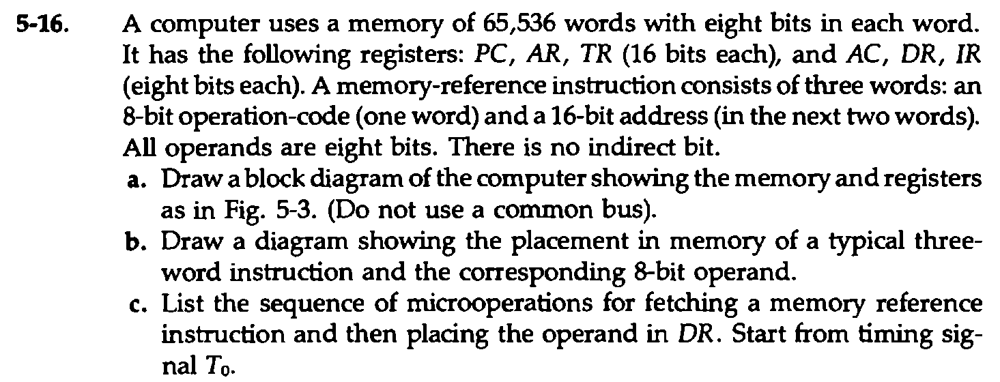 5-16. A computer uses a memory of 65,536 words with eight bits in each word.
It has the following registers: PC, AR, TR (16 bits each), and AC, DR, IR
(eight bits each). A memory-reference instruction consists of three words: an
8-bit operation-code (one word) and a 16-bit address (in the next two words).
All operands are eight bits. There is no indirect bit.
a. Draw a block diagram of the computer showing the memory and registers
as in Fig. 5-3. (Do not use a common bus).
b. Draw a diagram showing the placement in memory of a typical three-
word instruction and the corresponding 8-bit operand.
c. List the sequence of microoperations for fetching a memory reference
instruction and then placing the operand in DR. Start from timing sig-
nal T₀.